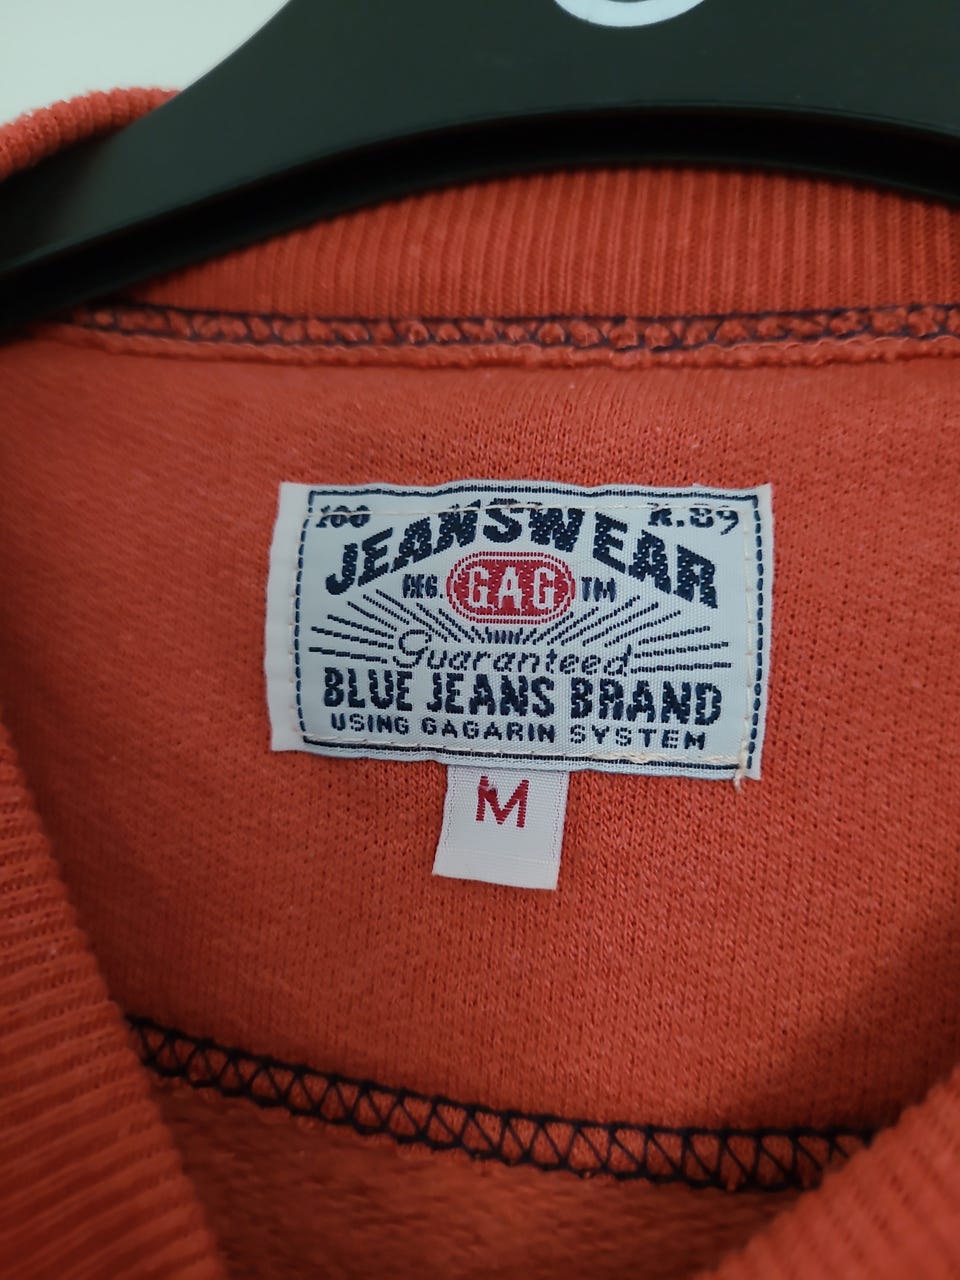 100 R.89
JEANSWEAR
REG. GAG TM
Guaranteed
BLUE JEANS BRAND
USING GAGARIN SYSTEM
M